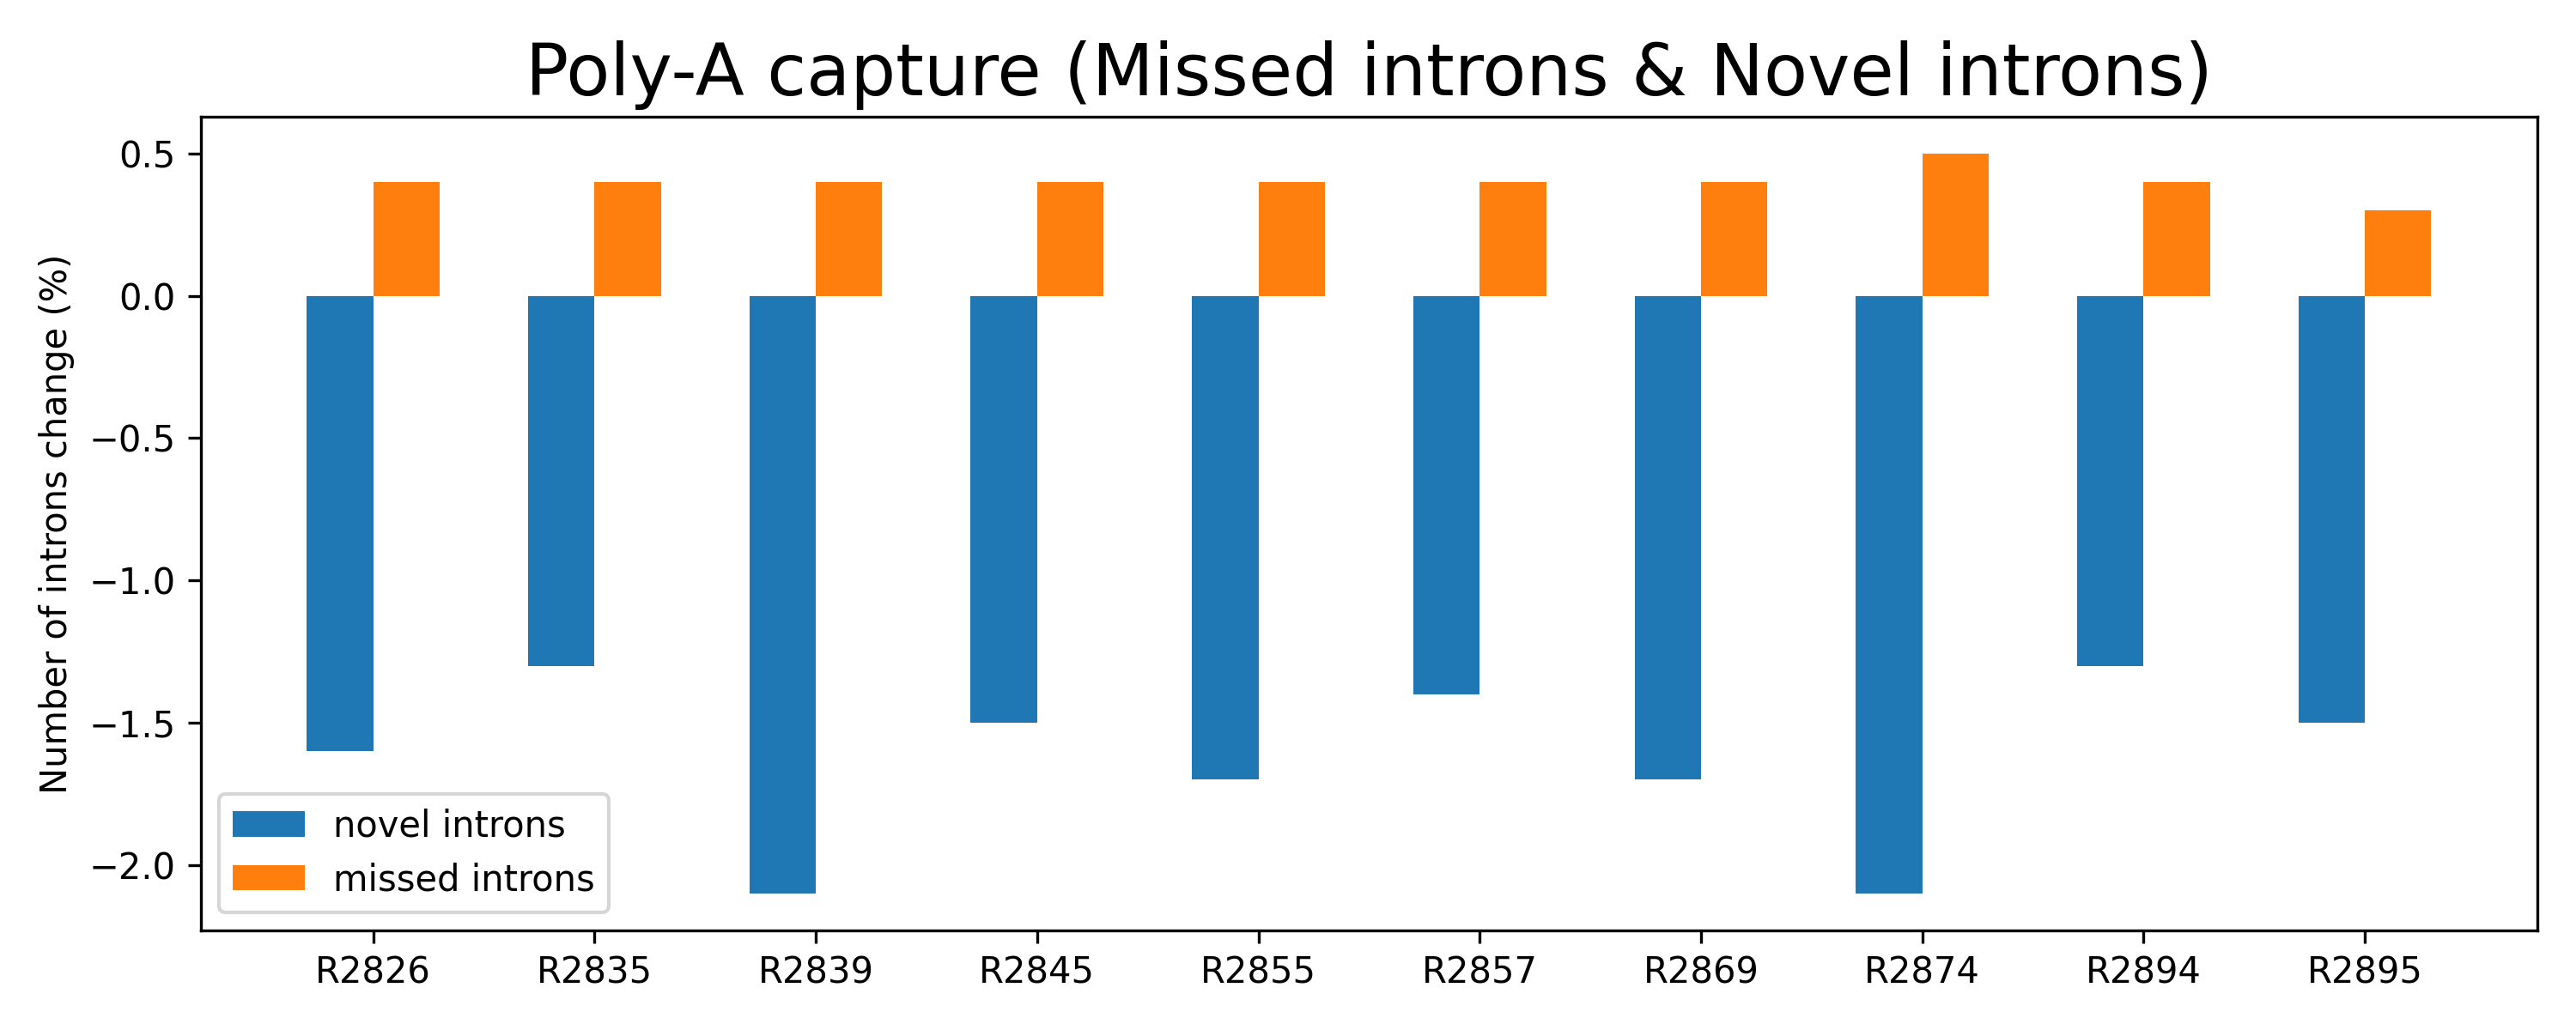 Poly-A capture (Missed introns & Novel introns)
Number of introns change (%)
0.5
0.0
−0.5
−1.0
−1.5
−2.0
novel introns
missed introns
R2826 R2835 R2839 R2845 R2855 R2857 R2869 R2874 R2894 R2895